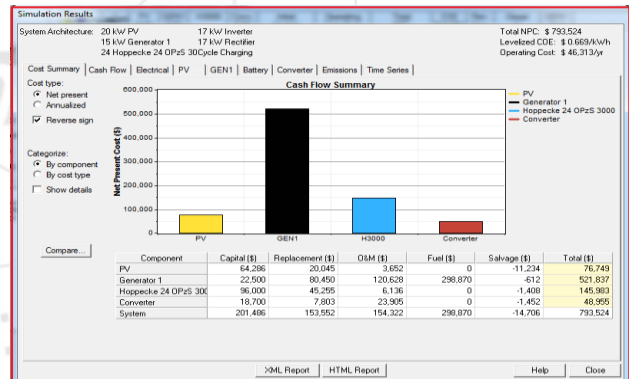 Simulation Results
System Architecture: 20 kW PV 17 kW Inverter
15 kW Generator 1 17 kW Rectifier
24 Hoppecke 24 OPzS 30Cycle Charging
Total NPC: $ 793,524
Levelized COE: $ 0.669/kWh
Operating Cost: $ 46,313/yr
Cost Summary Cash Flow Electrical PV GEN1 Battery Converter Emissions Time Series
Cost type:
Net present
Annualized
Reverse sign
Categorize:
By component
By cost type
Show details
Compare...
Cash Flow Summary
Net Present Cost ($)
600,000
500,000
400,000
300,000
200,000
100,000
0
PV GEN1 H3000 Converter
PV
Generator 1
Hoppecke 24 OPzS 3000
Converter
Component Capital ($) Replacement ($) O&M ($) Fuel ($) Salvage ($) Total ($)
PV 64,286 20,045 3,652 0 -11,234 76,749
Generator 1 22,500 80,450 120,628 298,870 -612 521,837
Hoppecke 24 OPzS 300 96,000 45,255 6,136 0 -1,408 145,983
Converter 18,700 7,803 23,905 0 -1,452 48,955
System 201,486 153,552 154,322 298,870 -14,706 793,524
XML Report HTML Report Help Close